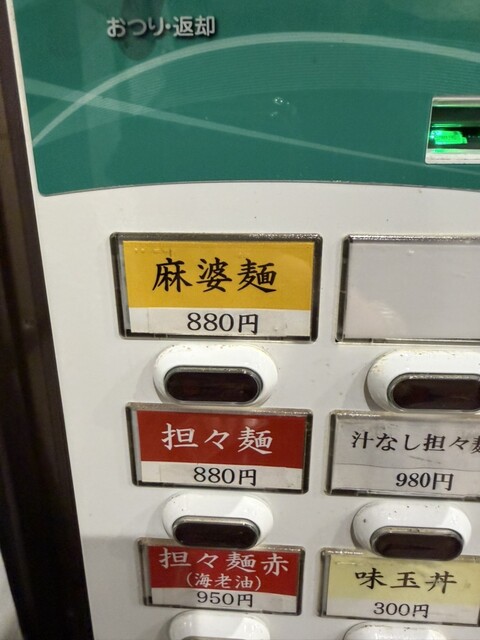 おつり・返却
麻婆麺
880円
担々麺
880円
汁なし担々麺
980円
担々麺赤
(海老油)
950円
味玉丼
300円